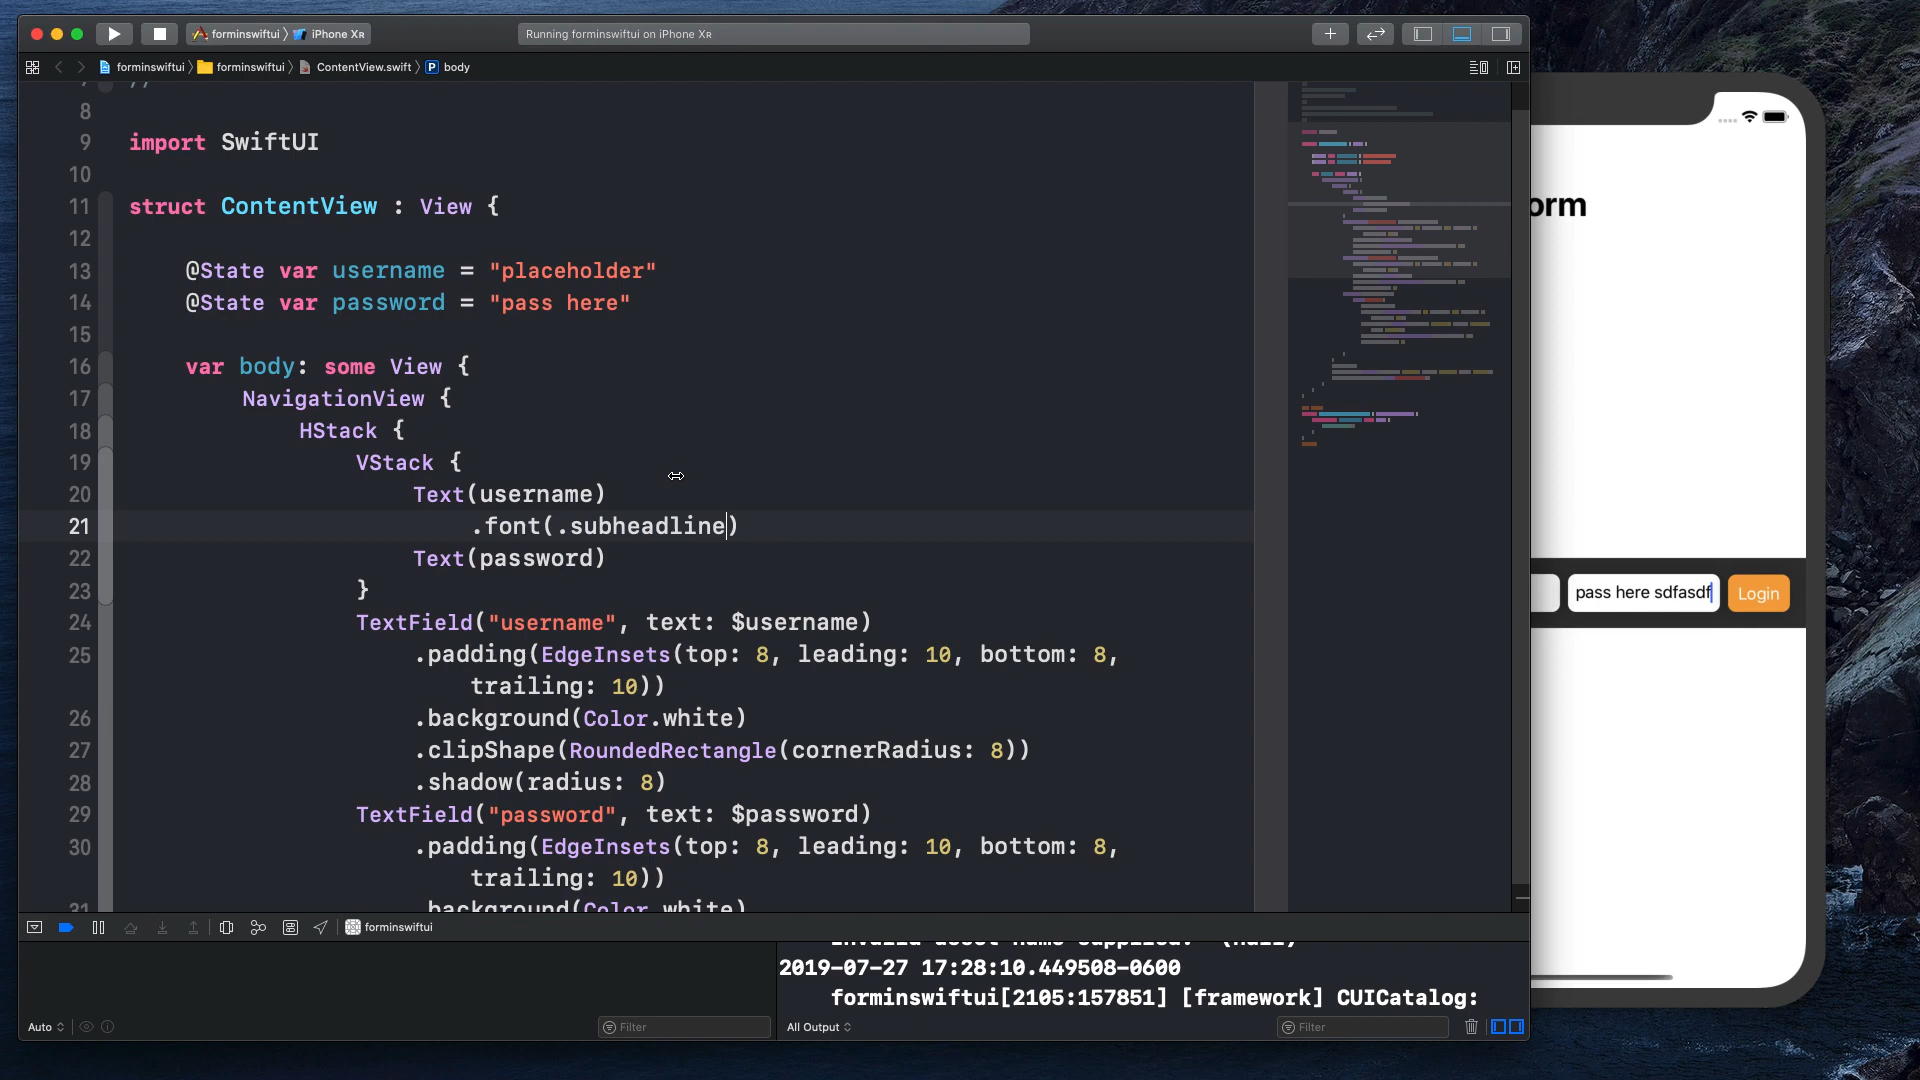 forminswiftui › iPhone Xʀ
Running forminswiftui on iPhone Xʀ
forminswiftui › forminswiftui › ContentView.swift › P body
8
9 import SwiftUI
10
11 struct ContentView : View {
12
13 @State var username = "placeholder"
14 @State var password = "pass here"
15
16 var body: some View {
17 NavigationView {
18 HStack {
19 VStack {
20 Text(username)
21 .font(.subheadline)
22 Text(password)
23 }
24 TextField("username", text: $username)
25 .padding(EdgeInsets(top: 8, leading: 10, bottom: 8,
trailing: 10))
26 .background(Color.white)
27 .clipShape(RoundedRectangle(cornerRadius: 8))
28 .shadow(radius: 8)
29 TextField("password", text: $password)
30 .padding(EdgeInsets(top: 8, leading: 10, bottom: 8,
trailing: 10))
31 .background(Color.white)
orm
pass here sdfasdf
Login
forminswiftui
2019-07-27 17:28:10.449508-0600
forminswiftui[2105:157851] [framework] CUICatalog:
Auto
Filter
All Output
Filter